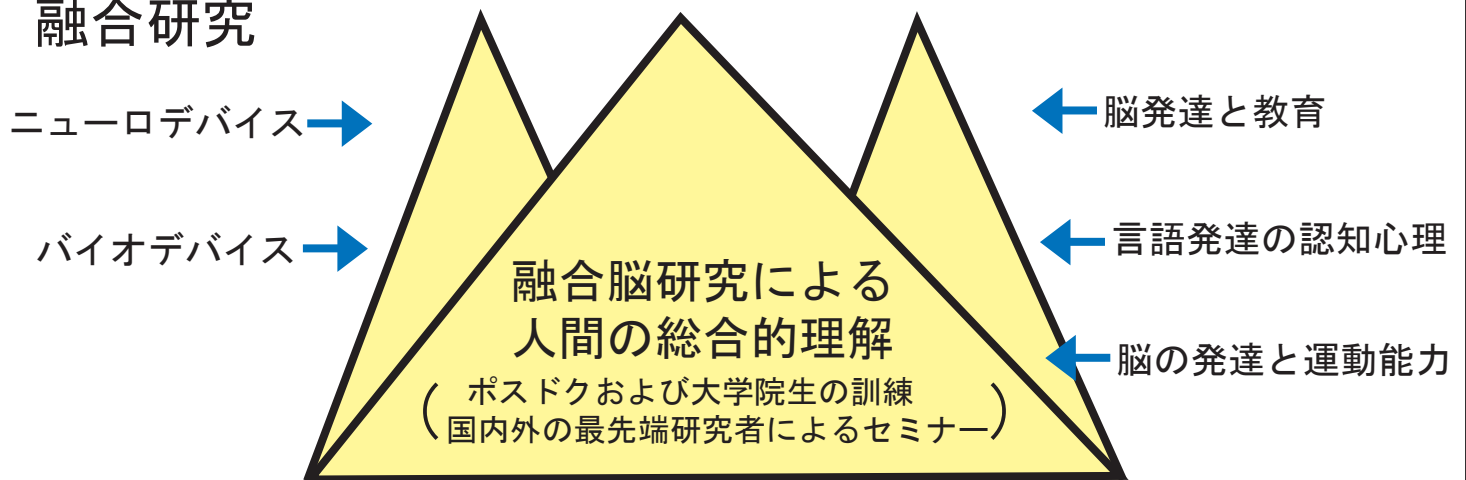 融合研究
ニューロデバイス
バイオデバイス
融合脳研究による
人間の総合的理解
ポスドクおよび大学院生の訓練
国内外の最先端研究者によるセミナー
脳発達と教育
言語発達の認知心理
脳の発達と運動能力